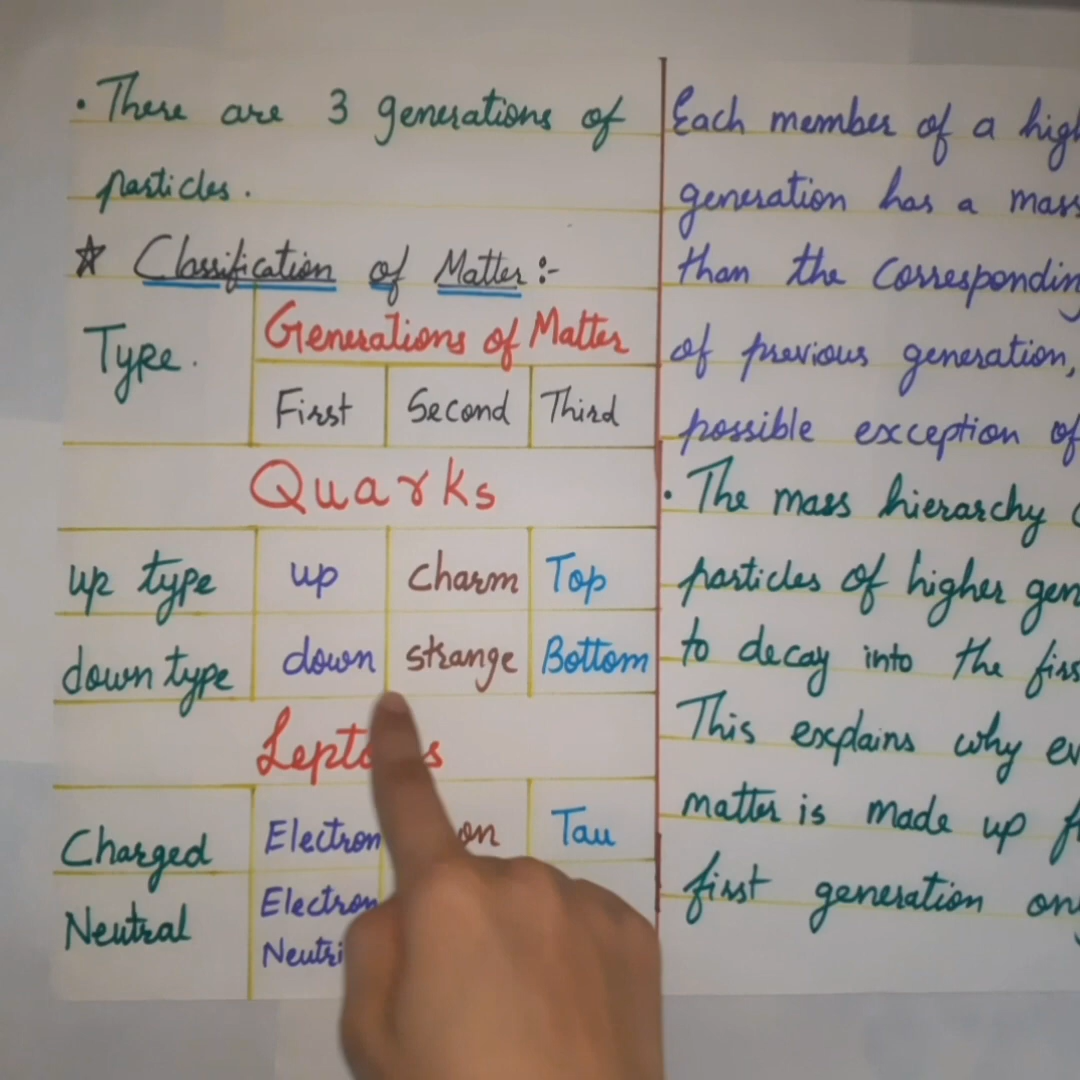 • There are 3 generations of
particles.
☆ Classification of Matter :-
Type. Generations of Matter
First Second Third
Quarks
up type up Charm Top
down type down strange Bottom
Charged Electron Tau
Neutral Electron
Each member of a
generation has a mass
than the
of previous generation,
possible exception of
• The mass hierarchy
particles of higher
to decay into the
This explains why
matter is made up
first generation